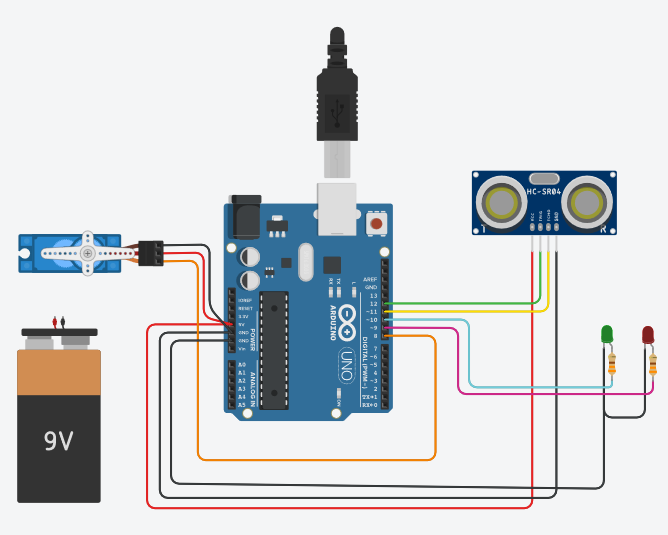 HC-SR04
VCC
TRIG
ECHO
GND
T
R
9V
IOREF
RESET
3.3V
5V
GND
GND
Vin
POWER
A0
A1
A2
A3
A4
A5
ANALOG IN
RX
TX
L
ARDUINO
UNO
ON
AREF
GND
13
12
~11
~10
~9
8
7
~6
~5
4
~3
2
TX→1
RX←0
DIGITAL (PWM~)